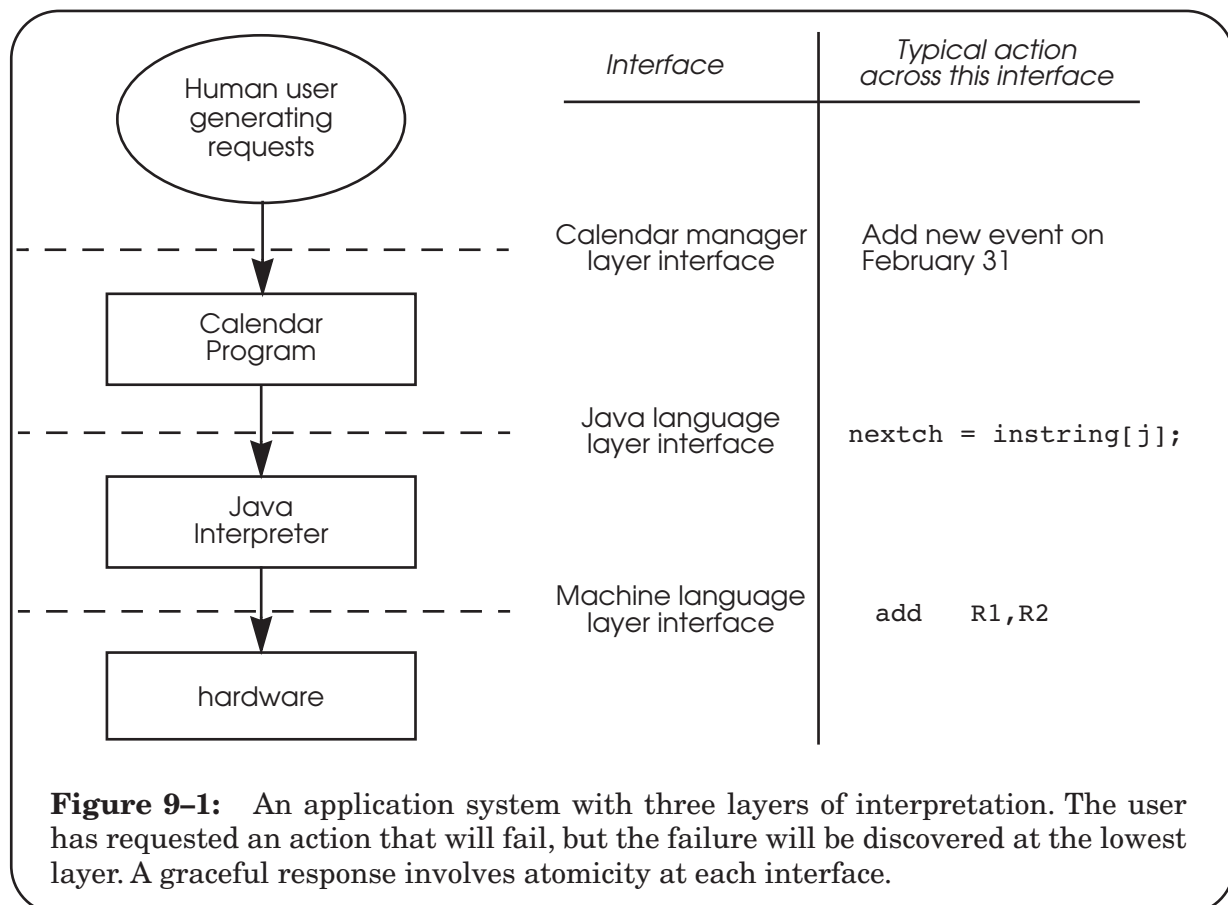 Human user
generating
requests
Interface
Typical action
across this interface
Calendar manager
layer interface
Add new event on
February 31
Calendar
Program
Java language
layer interface
nextch = instring[j];
Java
Interpreter
Machine language
layer interface
add R1,R2
hardware
Figure 9–1: An application system with three layers of interpretation. The user
has requested an action that will fail, but the failure will be discovered at the lowest
layer. A graceful response involves atomicity at each interface.